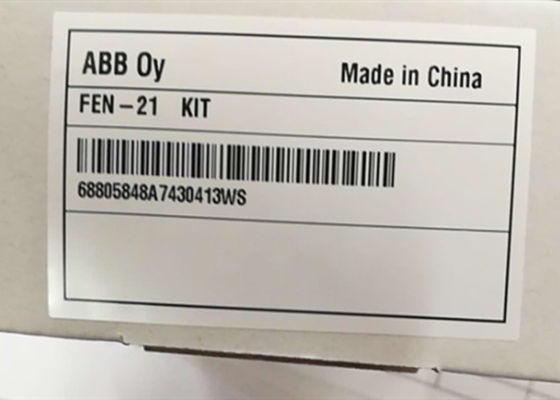 ABB Oy Made in China
FEN-21 KIT
68805848A7430413WS